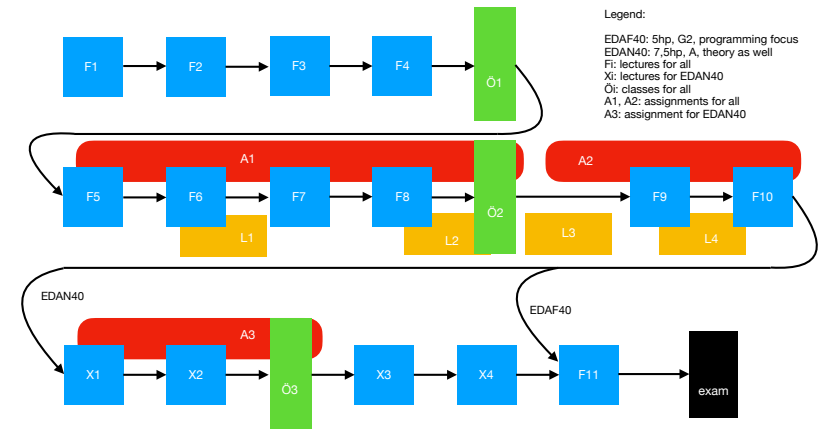 Legend:
EDAF40: 5hp, G2, programming focus
EDAN40: 7,5hp, A, theory as well
Fi: lectures for all
Xi: lectures for EDAN40
Öi: classes for all
A1, A2: assignments for all
A3: assignment for EDAN40
F1
F2
F3
F4
Ö1
A1
A2
F5
F6
F7
F8
Ö2
F9
F10
L1
L2
L3
L4
EDAN40
EDAF40
A3
X1
X2
Ö3
X3
X4
F11
exam